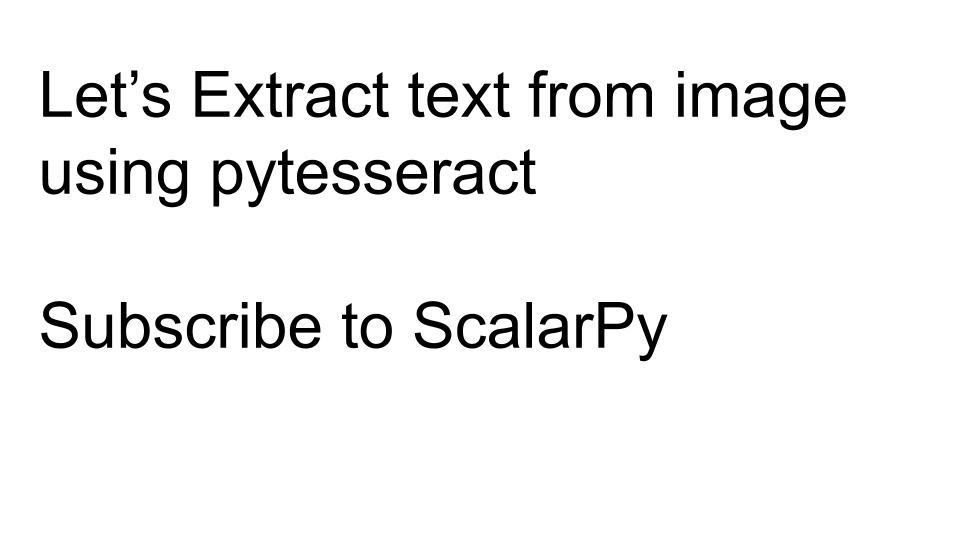 Let’s Extract text from image
using pytesseract
Subscribe to ScalarPy